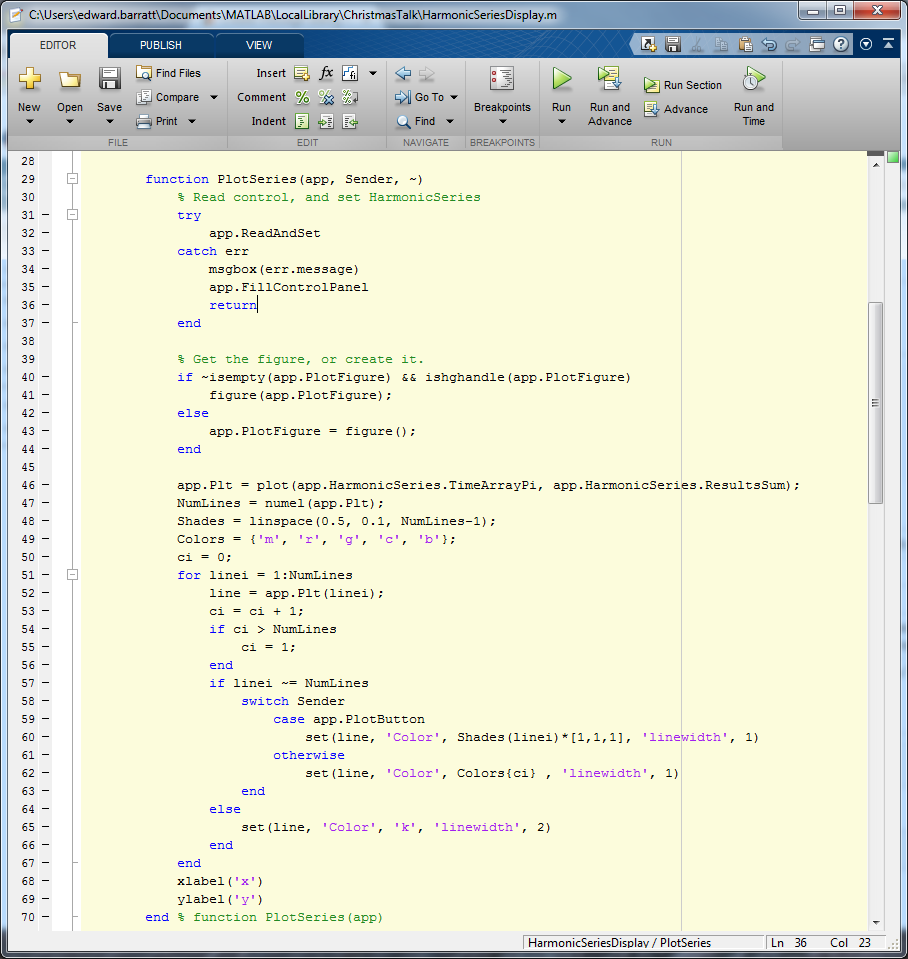 C:\Users\edward.barratt\Documents\MATLAB\LocalLibrary\ChristmasTalk\HarmonicSeriesDisplay.m
EDITOR PUBLISH VIEW
New Open Save Find Files Compare Print
Insert fx
Comment
Indent
Go To
Find
Breakpoints
Run
Run and Advance
Run Section
Advance
Run and Time
FILE EDIT NAVIGATE BREAKPOINTS RUN
28
29 function PlotSeries(app, Sender, ~)
30 % Read control, and set HarmonicSeries
31 – try
32 – app.ReadAndSet
33 – catch err
34 – msgbox(err.message)
35 – app.FillControlPanel
36 – return
37 – end
38
39 % Get the figure, or create it.
40 – if ~isempty(app.PlotFigure) && ishghandle(app.PlotFigure)
41 – figure(app.PlotFigure);
42 – else
43 – app.PlotFigure = figure();
44 – end
45
46 – app.Plt = plot(app.HarmonicSeries.TimeArrayPi, app.HarmonicSeries.ResultsSum);
47 – NumLines = numel(app.Plt);
48 – Shades = linspace(0.5, 0.1, NumLines-1);
49 – Colors = {'m', 'r', 'g', 'c', 'b'};
50 – ci = 0;
51 – for linei = 1:NumLines
52 – line = app.Plt(linei);
53 – ci = ci + 1;
54 – if ci > NumLines
55 – ci = 1;
56 – end
57 – if linei ~= NumLines
58 – switch Sender
59 – case app.PlotButton
60 – set(line, 'Color', Shades(linei)*[1,1,1], 'linewidth', 1)
61 – otherwise
62 – set(line, 'Color', Colors{ci} , 'linewidth', 1)
63 – end
64 – else
65 – set(line, 'Color', 'k', 'linewidth', 2)
66 – end
67 – end
68 – xlabel('x')
69 – ylabel('y')
70 – end % function PlotSeries(app)
HarmonicSeriesDisplay / PlotSeries Ln 36 Col 23